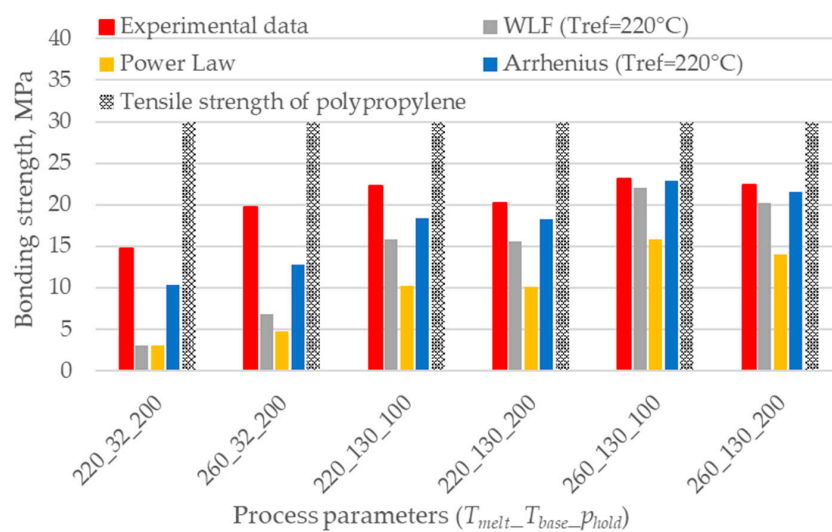 Experimental data
WLF (Tref=220°C)
Power Law
Arrhenius (Tref=220°C)
Tensile strength of polypropylene
Bonding strength, MPa
40
35
30
25
20
15
10
5
0
220_32_200
260_32_200
220_130_100
220_130_200
260_130_100
260_130_200
Process parameters (T_melt_T_base_p_hold)